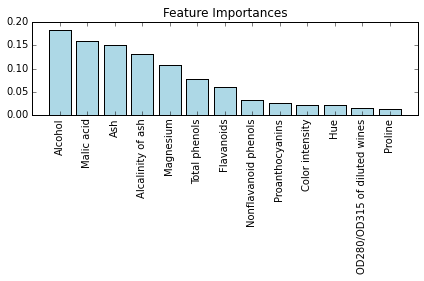 Feature Importances
0.20
0.15
0.10
0.05
0.00
Alcohol
Malic acid
Ash
Alcalinity of ash
Magnesium
Total phenols
Flavanoids
Nonflavanoid phenols
Proanthocyanins
Color intensity
Hue
OD280/OD315 of diluted wines
Proline